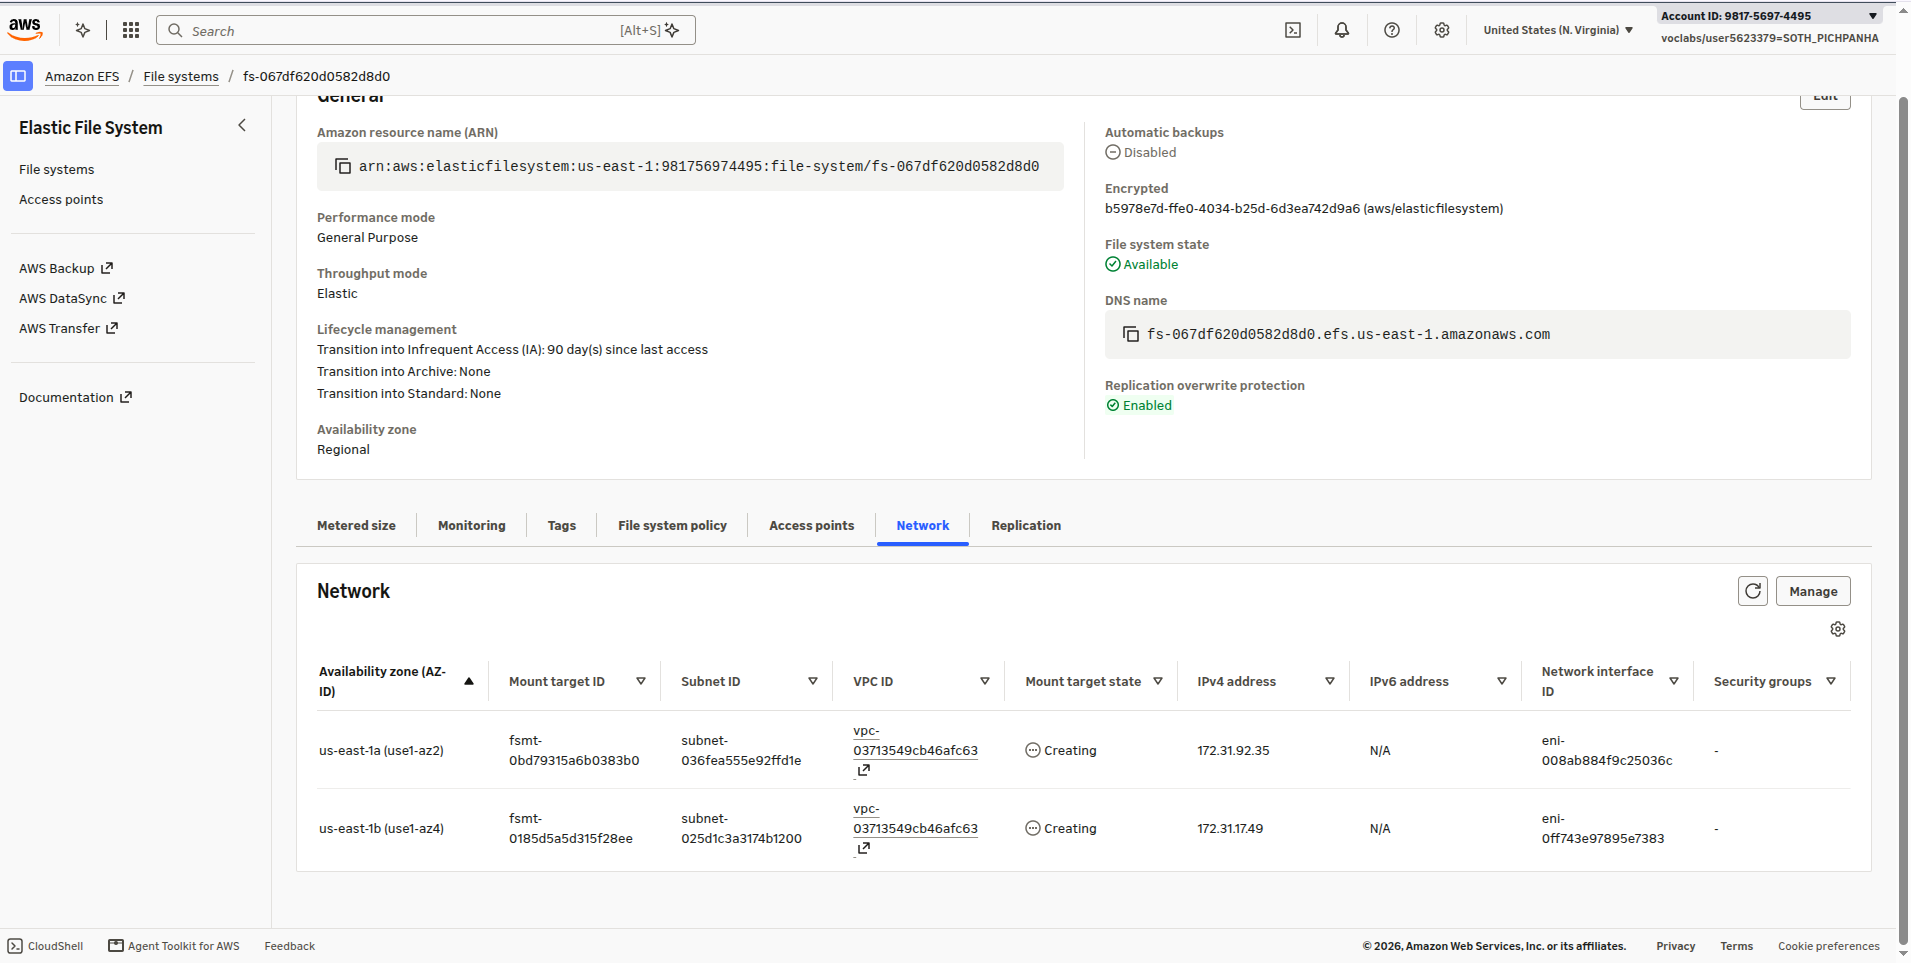 aws
Search
[Alt+S]
United States (N. Virginia)
Account ID: 9817-5697-4495
voclabs/user5623379=SOTH_PICHPANHA
Amazon EFS / File systems / fs-067df620d0582d8d0
Elastic File System
File systems
Access points
AWS Backup
AWS DataSync
AWS Transfer
Documentation
General
Edit
Amazon resource name (ARN)
arn:aws:elasticfilesystem:us-east-1:981756974495:file-system/fs-067df620d0582d8d0
Performance mode
General Purpose
Throughput mode
Elastic
Lifecycle management
Transition into Infrequent Access (IA): 90 day(s) since last access
Transition into Archive: None
Transition into Standard: None
Availability zone
Regional
Automatic backups
Disabled
Encrypted
b5978e7d-ffe0-4034-b25d-6d3ea742d9a6 (aws/elasticfilesystem)
File system state
Available
DNS name
fs-067df620d0582d8d0.efs.us-east-1.amazonaws.com
Replication overwrite protection
Enabled
Metered size
Monitoring
Tags
File system policy
Access points
Network
Replication
Network
Manage
Availability zone (AZ-
ID)
Mount target ID
Subnet ID
VPC ID
Mount target state
IPv4 address
IPv6 address
Network interface
ID
Security groups
us-east-1a (use1-az2)
fsmt-
0bd79315a6b0383b0
subnet-
036fea555e92ffd1e
vpc-
03713549cb46afc63
Creating
172.31.92.35
N/A
eni-
008ab884f9c25036c
-
us-east-1b (use1-az4)
fsmt-
0185d5a5d315f28ee
subnet-
025d1c3a3174b1200
vpc-
03713549cb46afc63
Creating
172.31.17.49
N/A
eni-
0ff743e97895e7383
-
CloudShell
Agent Toolkit for AWS
Feedback
© 2026, Amazon Web Services, Inc. or its affiliates.
Privacy
Terms
Cookie preferences